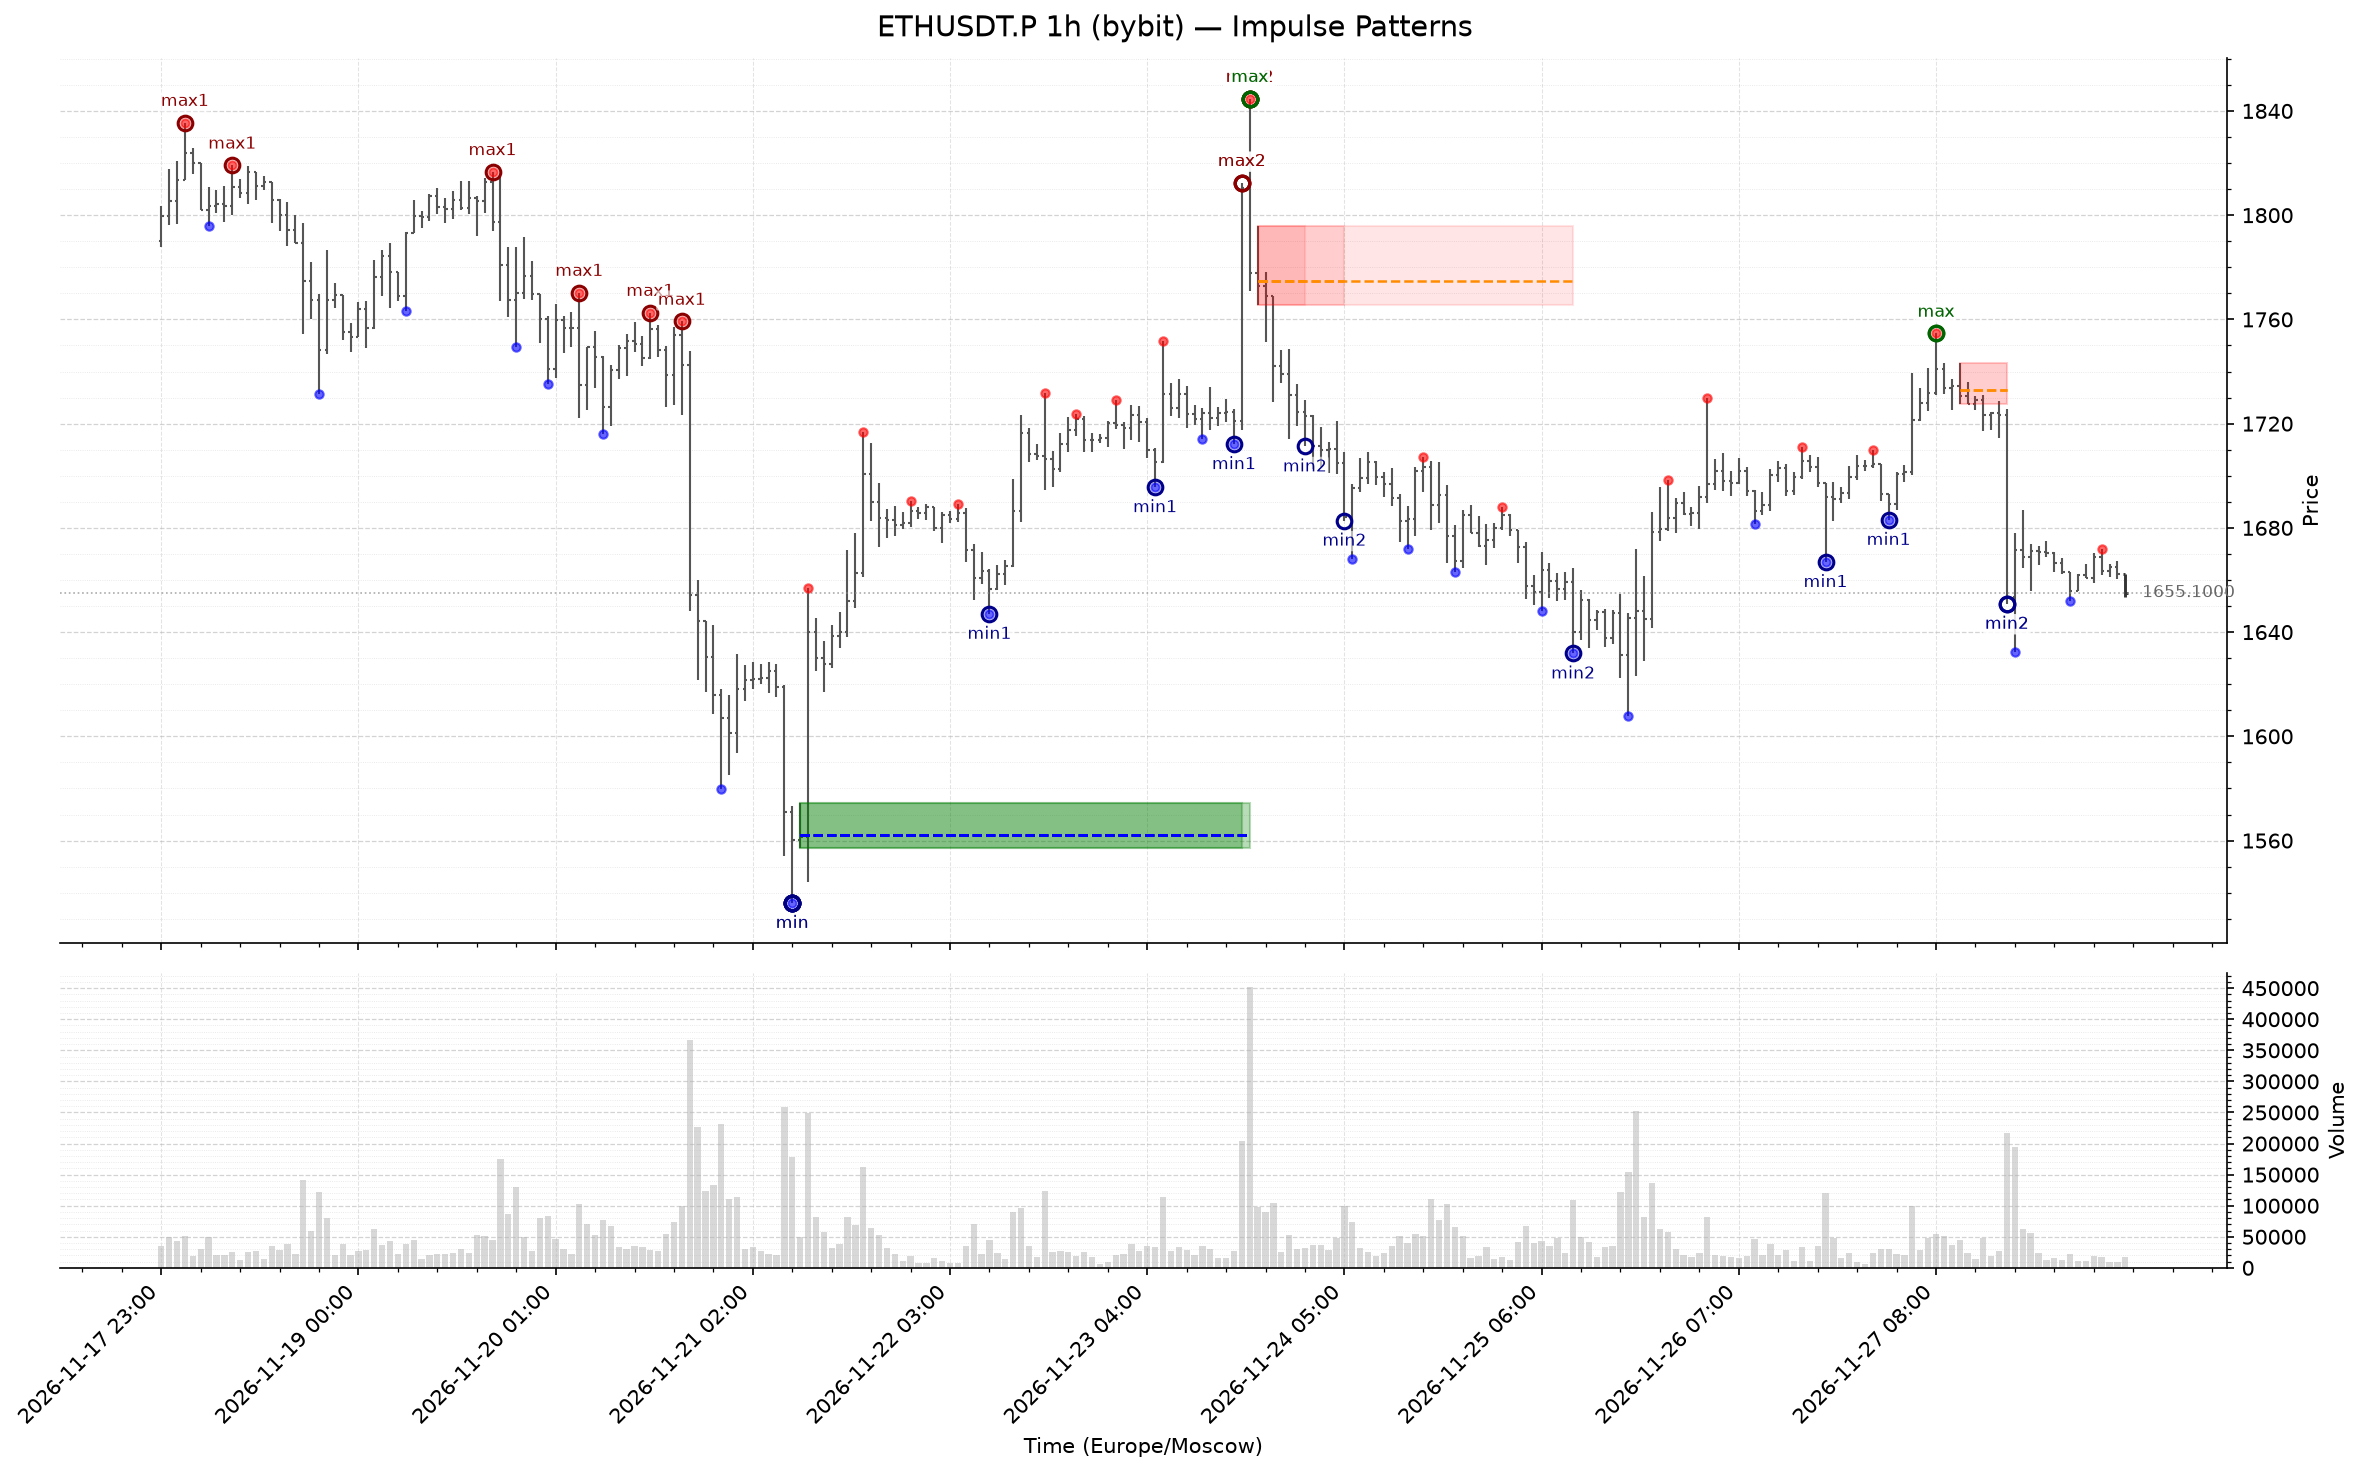 ETHUSDT.P 1h (bybit) — Impulse Patterns
max1
max1
max1
max1
max1
max1
max
max2
max
min1
min1
min1
min2
min2
min2
min1
min1
min2
min
1655.1000
1840
1800
1760
1720
1680
1640
1600
1560
Price
450000
400000
350000
300000
250000
200000
150000
100000
50000
0
Volume
2026-11-17 23:00
2026-11-19 00:00
2026-11-20 01:00
2026-11-21 02:00
2026-11-22 03:00
2026-11-23 04:00
2026-11-24 05:00
2026-11-25 06:00
2026-11-26 07:00
2026-11-27 08:00
Time (Europe/Moscow)